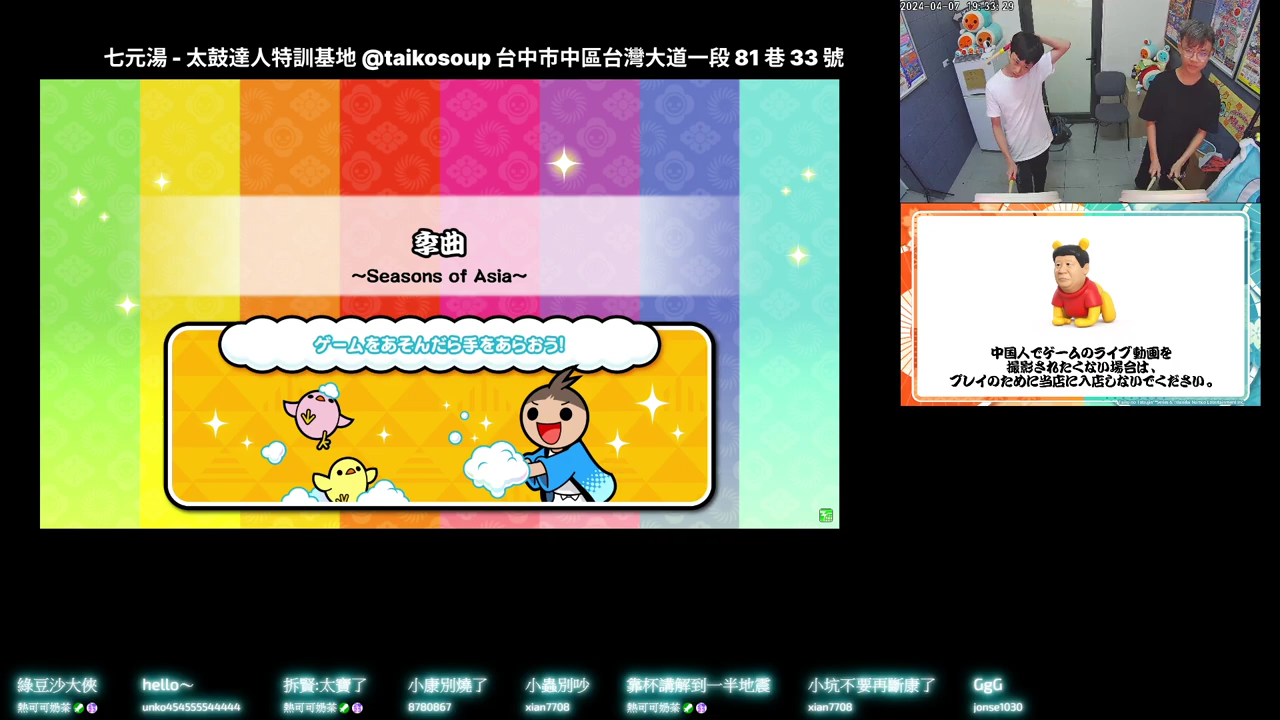 七元湯 - 太鼓達人特訓基地 @taikosoup 台中市中區台灣大道一段 81 巷 33 號
2024-04-07 19:33:29
季曲
～Seasons of Asia～
ゲームをあそんだら手をあらおう!
中国人でゲームのライブ動画を
撮影されたくない場合は、
プレイのために当店に入店しないでください。
綠豆沙大俠
熱可可奶茶
hello～
unko454555544444
拆賢:太寶了
熱可可奶茶
小康別燒了
8780867
小蟲別吵
xian7708
靠杯講解到一半地震
熱可可奶茶
小坑不要再斷康了
xian7708
GgG
jonse1030